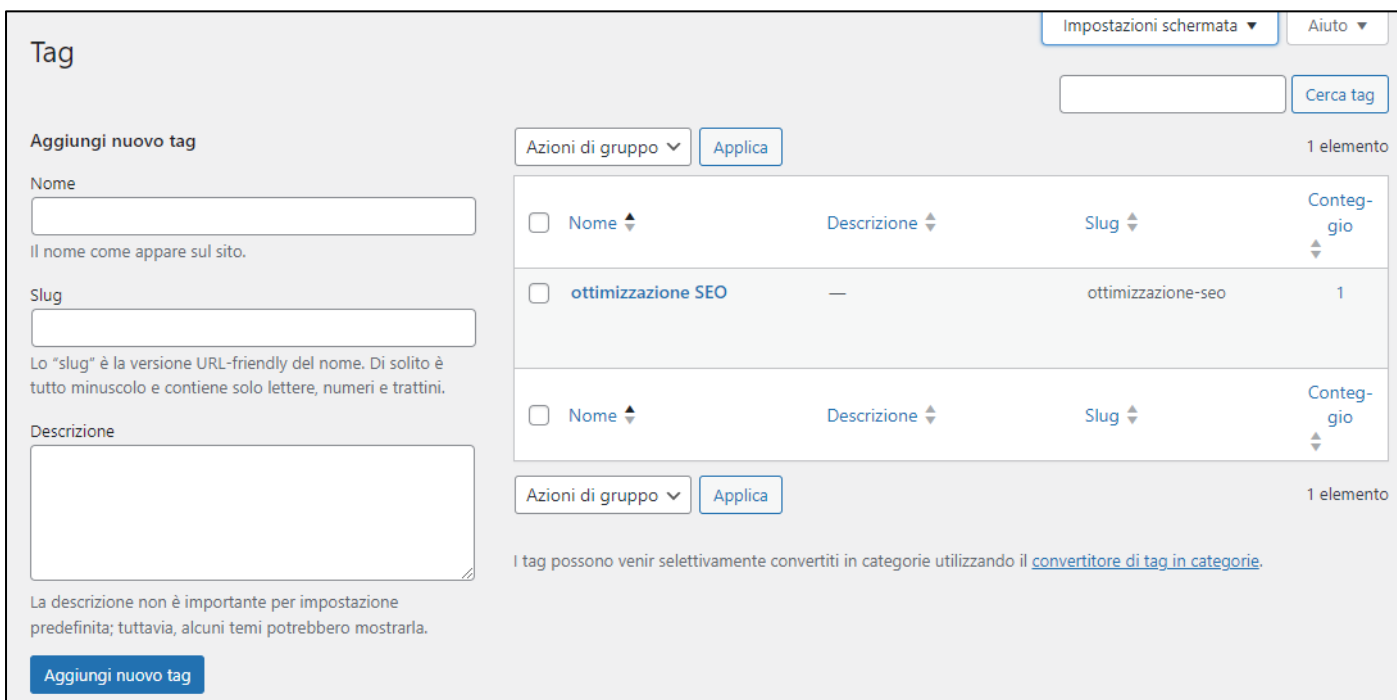 Impostazioni schermata ▼
Aiuto ▼
Tag
Cerca tag
Aggiungi nuovo tag
Nome
Il nome come appare sul sito.
Slug
Lo “slug” è la versione URL-friendly del nome. Di solito è
tutto minuscolo e contiene solo lettere, numeri e trattini.
Descrizione
La descrizione non è importante per impostazione
predefinita; tuttavia, alcuni temi potrebbero mostrarla.
Aggiungi nuovo tag
Azioni di gruppo
Applica
1 elemento
Nome
Descrizione
Slug
Conteg-
gio
ottimizzazione SEO
—
ottimizzazione-seo
1
Nome
Descrizione
Slug
Conteg-
gio
Azioni di gruppo
Applica
1 elemento
I tag possono venir selettivamente convertiti in categorie utilizzando il convertitore di tag in categorie.